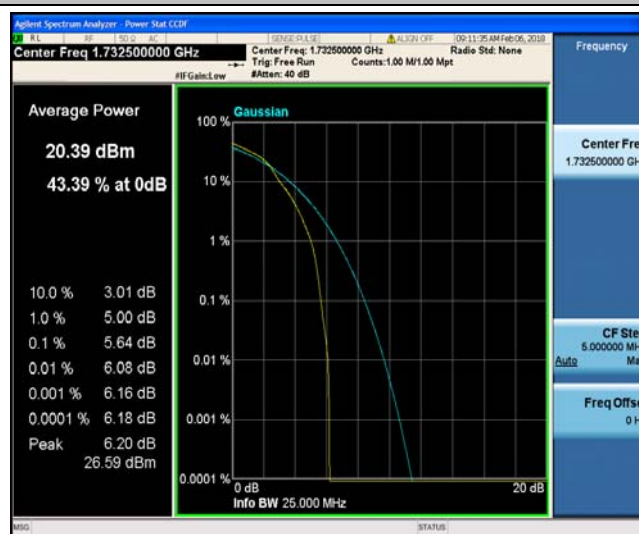 Agilent Spectrum Analyzer - Power Stat CCDF
RL RF 50 Ω AC SENSE:PULSE ALIGN OFF 09:11:35 AM Feb 06, 2018
Center Freq 1.732500000 GHz
Center Freq: 1.732500000 GHz Radio Std: None
Trig: Free Run Counts:1.00 M/1.00 Mpt
#IFGain:Low #Atten: 40 dB
Frequency
Average Power
20.39 dBm
43.39 % at 0dB
10.0 % 3.01 dB
1.0 % 5.00 dB
0.1 % 5.64 dB
0.01 % 6.08 dB
0.001 % 6.16 dB
0.0001 % 6.18 dB
Peak 6.20 dB
26.59 dBm
Gaussian
100 %
10 %
1 %
0.1 %
0.01 %
0.001 %
0.0001 %
0 dB 20 dB
Info BW 25.000 MHz
Center Fre
1.732500000 GH
CF Ste
5.000000 MH
Auto Ma
Freq Offse
0 H
MSG STATUS